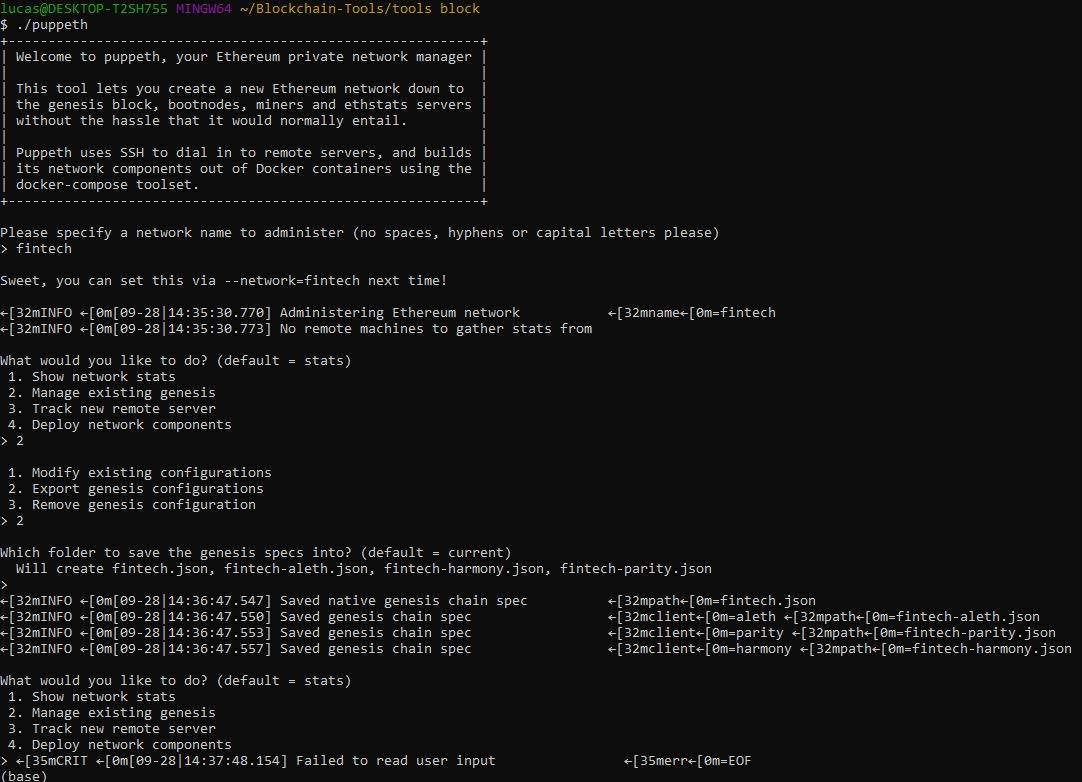 lucas@DESKTOP-T2SH755 MINGW64 ~/Blockchain-Tools/tools block
$ ./puppeth
+-----------------------------------------------------------+
| Welcome to puppeth, your Ethereum private network manager |
|                                                           |
| This tool lets you create a new Ethereum network down to  |
| the genesis block, bootnodes, miners and ethstats servers |
| without the hassle that it would normally entail.         |
|                                                           |
| Puppeth uses SSH to dial in to remote servers, and builds |
| its network components out of Docker containers using the |
| docker-compose toolset.                                   |
+-----------------------------------------------------------+
Please specify a network name to administer (no spaces, hyphens or capital letters please)
> fintech
Sweet, you can set this via --network=fintech next time!
←[32mINFO ←[0m[09-28|14:35:30.770] Administering Ethereum network           ←[32mname←[0m=fintech
←[32mINFO ←[0m[09-28|14:35:30.773] No remote machines to gather stats from
What would you like to do? (default = stats)
 1. Show network stats
 2. Manage existing genesis
 3. Track new remote server
 4. Deploy network components
> 2
 1. Modify existing configurations
 2. Export genesis configurations
 3. Remove genesis configuration
> 2
Which folder to save the genesis specs into? (default = current)
  Will create fintech.json, fintech-aleth.json, fintech-harmony.json, fintech-parity.json
>
←[32mINFO ←[0m[09-28|14:36:47.547] Saved native genesis chain spec          ←[32mpath←[0m=fintech.json
←[32mINFO ←[0m[09-28|14:36:47.550] Saved genesis chain spec                 ←[32mclient←[0m=aleth ←[32mpath←[0m=fintech-aleth.json
←[32mINFO ←[0m[09-28|14:36:47.553] Saved genesis chain spec                 ←[32mclient←[0m=parity ←[32mpath←[0m=fintech-parity.json
←[32mINFO ←[0m[09-28|14:36:47.557] Saved genesis chain spec                 ←[32mclient←[0m=harmony ←[32mpath←[0m=fintech-harmony.json
What would you like to do? (default = stats)
 1. Show network stats
 2. Manage existing genesis
 3. Track new remote server
 4. Deploy network components
> ←[35mCRIT ←[0m[09-28|14:37:48.154] Failed to read user input                ←[35merr←[0m=EOF
(base)